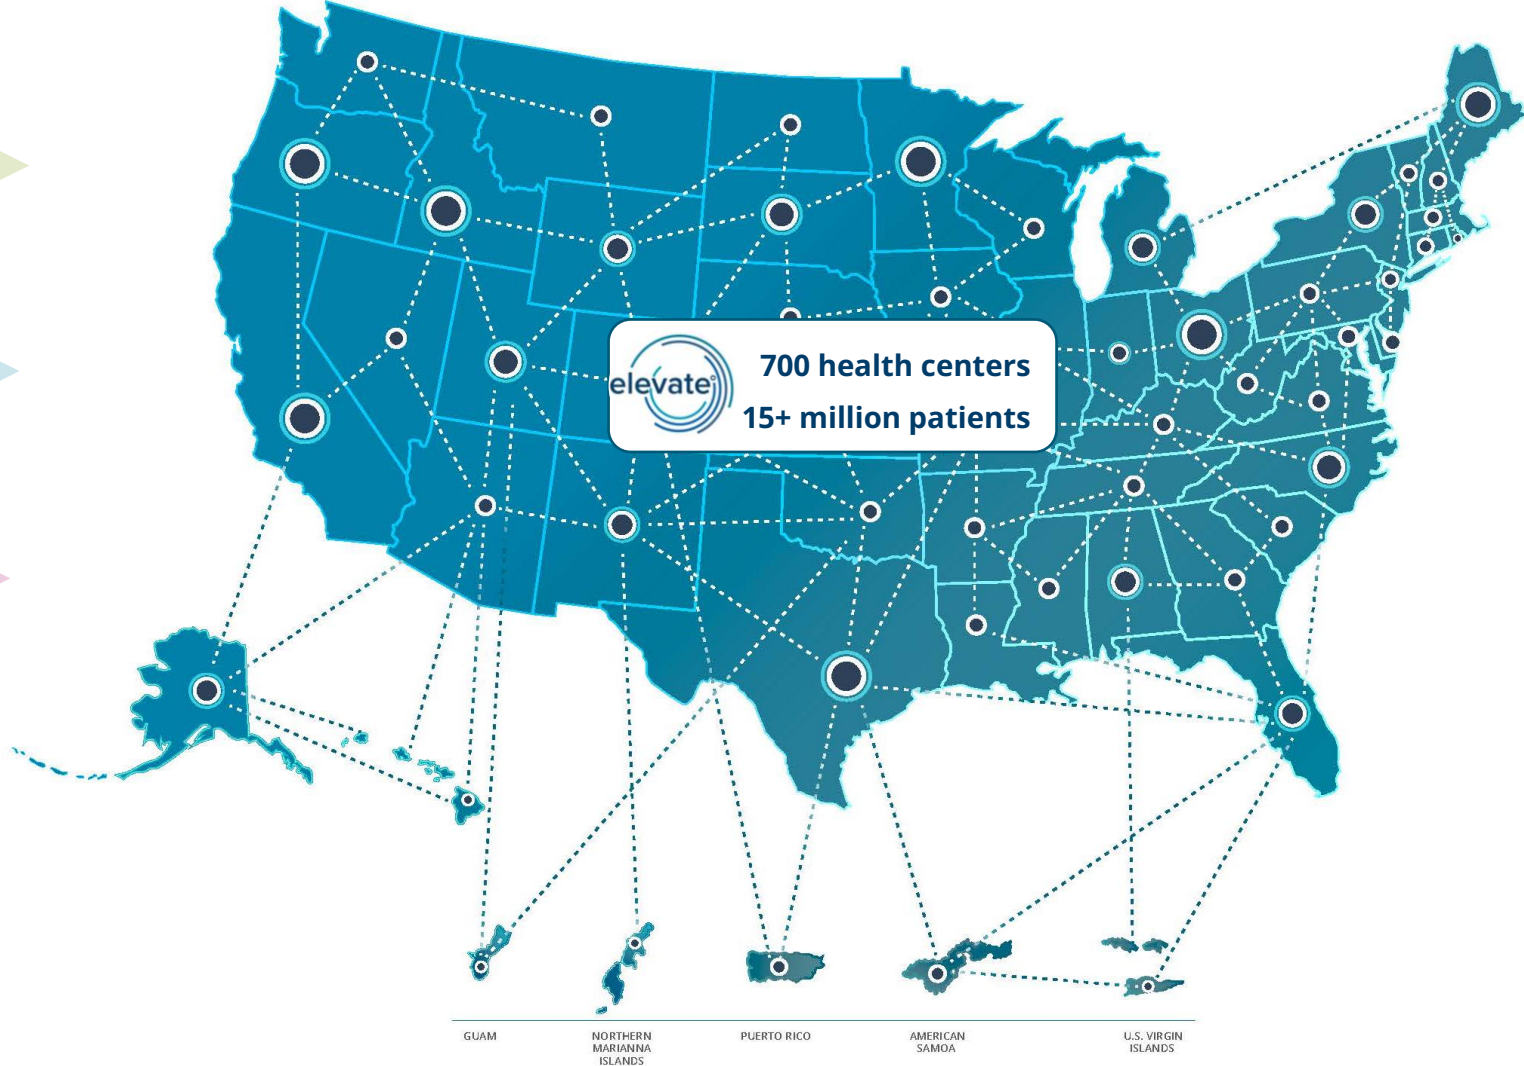 elevate
700 health centers
15+ million patients
GUAM
NORTHERN
MARIANNA
ISLANDS
PUERTO RICO
AMERICAN
SAMOA
U.S. VIRGIN
ISLANDS